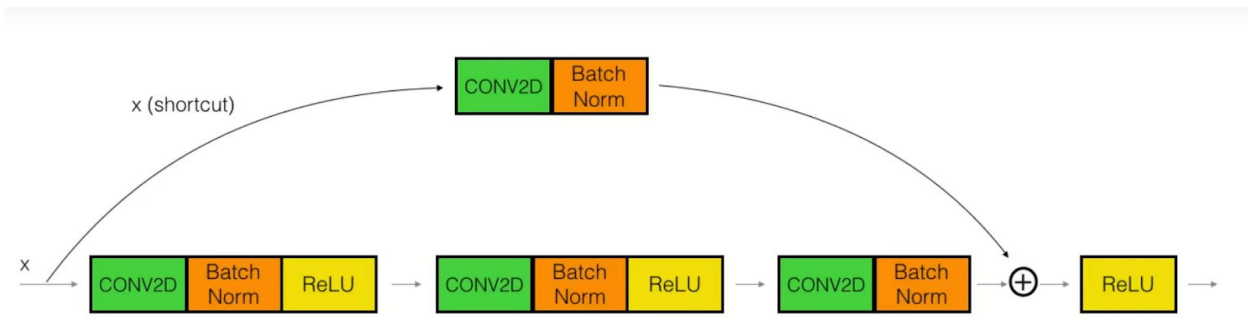 CONV2D
Batch
Norm
x (shortcut)
x
CONV2D
Batch
Norm
ReLU
CONV2D
Batch
Norm
ReLU
CONV2D
Batch
Norm
ReLU